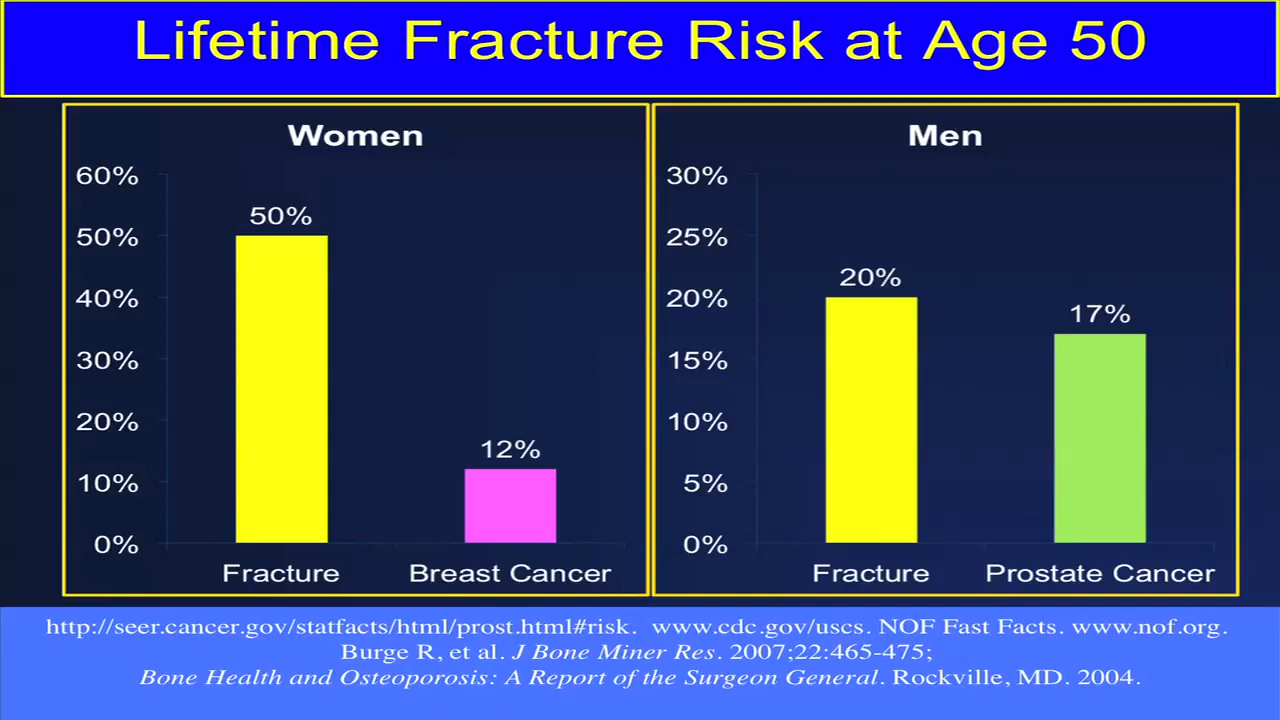 Lifetime Fracture Risk at Age 50
Women
60%
50%
40%
30%
20%
10%
0%
50%
12%
Fracture
Breast Cancer
Men
30%
25%
20%
15%
10%
5%
0%
20%
17%
Fracture
Prostate Cancer
http://seer.cancer.gov/statfacts/html/prost.html#risk. www.cdc.gov/uscs. NOF Fast Facts. www.nof.org.
Burge R, et al. J Bone Miner Res. 2007;22:465-475;
Bone Health and Osteoporosis: A Report of the Surgeon General. Rockville, MD. 2004.